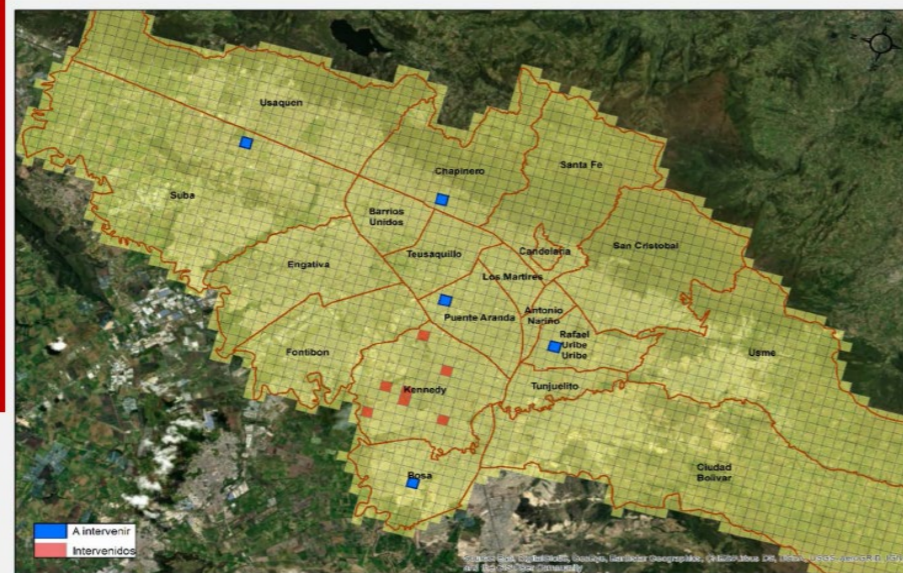 Usaquen
Chapinero
Santa Fe
Suba
Barrios
Unidos
San Cristobal
Candelaria
Teusaquillo
Engativa
Los Martires
Antonio
Nariño
Puente Aranda
Rafael
Uribe
Uribe
Fontibon
Usme
Kennedy
Tunjuelito
Ciudad
Bolivar
Bosa
A intervenir
Intervenidos